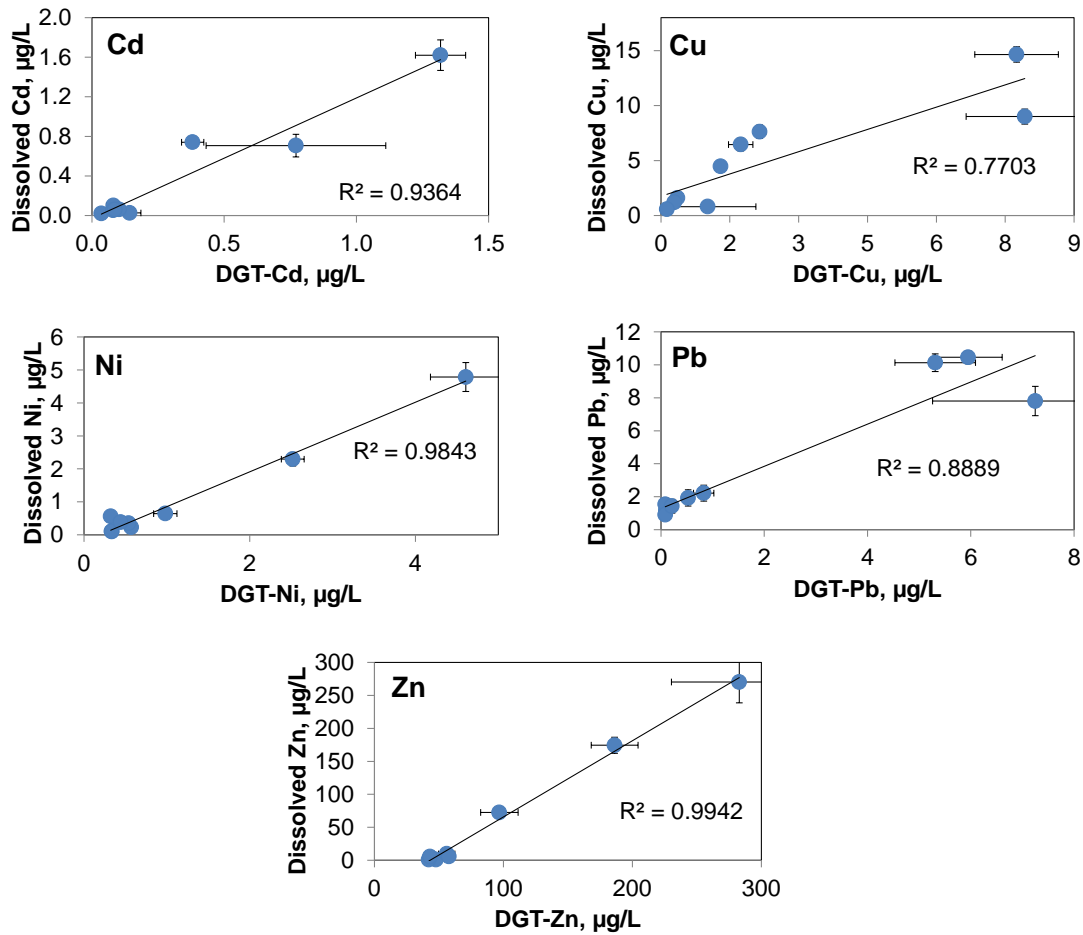 Cd
Dissolved Cd, µg/L
2.0
1.6
1.2
0.8
0.4
0.0
0.0 0.5 1.0 1.5
DGT-Cd, µg/L
R² = 0.9364
Cu
Dissolved Cu, µg/L
15
10
5
0
0 2 3 5 6 8 9
DGT-Cu, µg/L
R² = 0.7703
Ni
Dissolved Ni, µg/L
6
5
4
3
2
1
0
0 2 4
DGT-Ni, µg/L
R² = 0.9843
Pb
Dissolved Pb, µg/L
12
10
8
6
4
2
0
0 2 4 6 8
DGT-Pb, µg/L
R² = 0.8889
Zn
Dissolved Zn, µg/L
300
250
200
150
100
50
0
0 100 200 300
DGT-Zn, µg/L
R² = 0.9942